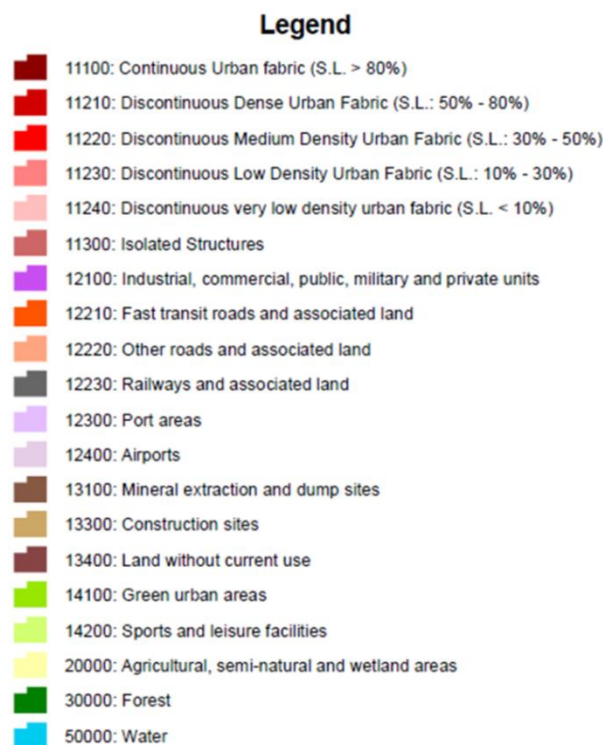 Legend
11100: Continuous Urban fabric (S.L. > 80%)
11210: Discontinuous Dense Urban Fabric (S.L.: 50% - 80%)
11220: Discontinuous Medium Density Urban Fabric (S.L.: 30% - 50%)
11230: Discontinuous Low Density Urban Fabric (S.L.: 10% - 30%)
11240: Discontinuous very low density urban fabric (S.L. < 10%)
11300: Isolated Structures
12100: Industrial, commercial, public, military and private units
12210: Fast transit roads and associated land
12220: Other roads and associated land
12230: Railways and associated land
12300: Port areas
12400: Airports
13100: Mineral extraction and dump sites
13300: Construction sites
13400: Land without current use
14100: Green urban areas
14200: Sports and leisure facilities
20000: Agricultural, semi-natural and wetland areas
30000: Forest
50000: Water